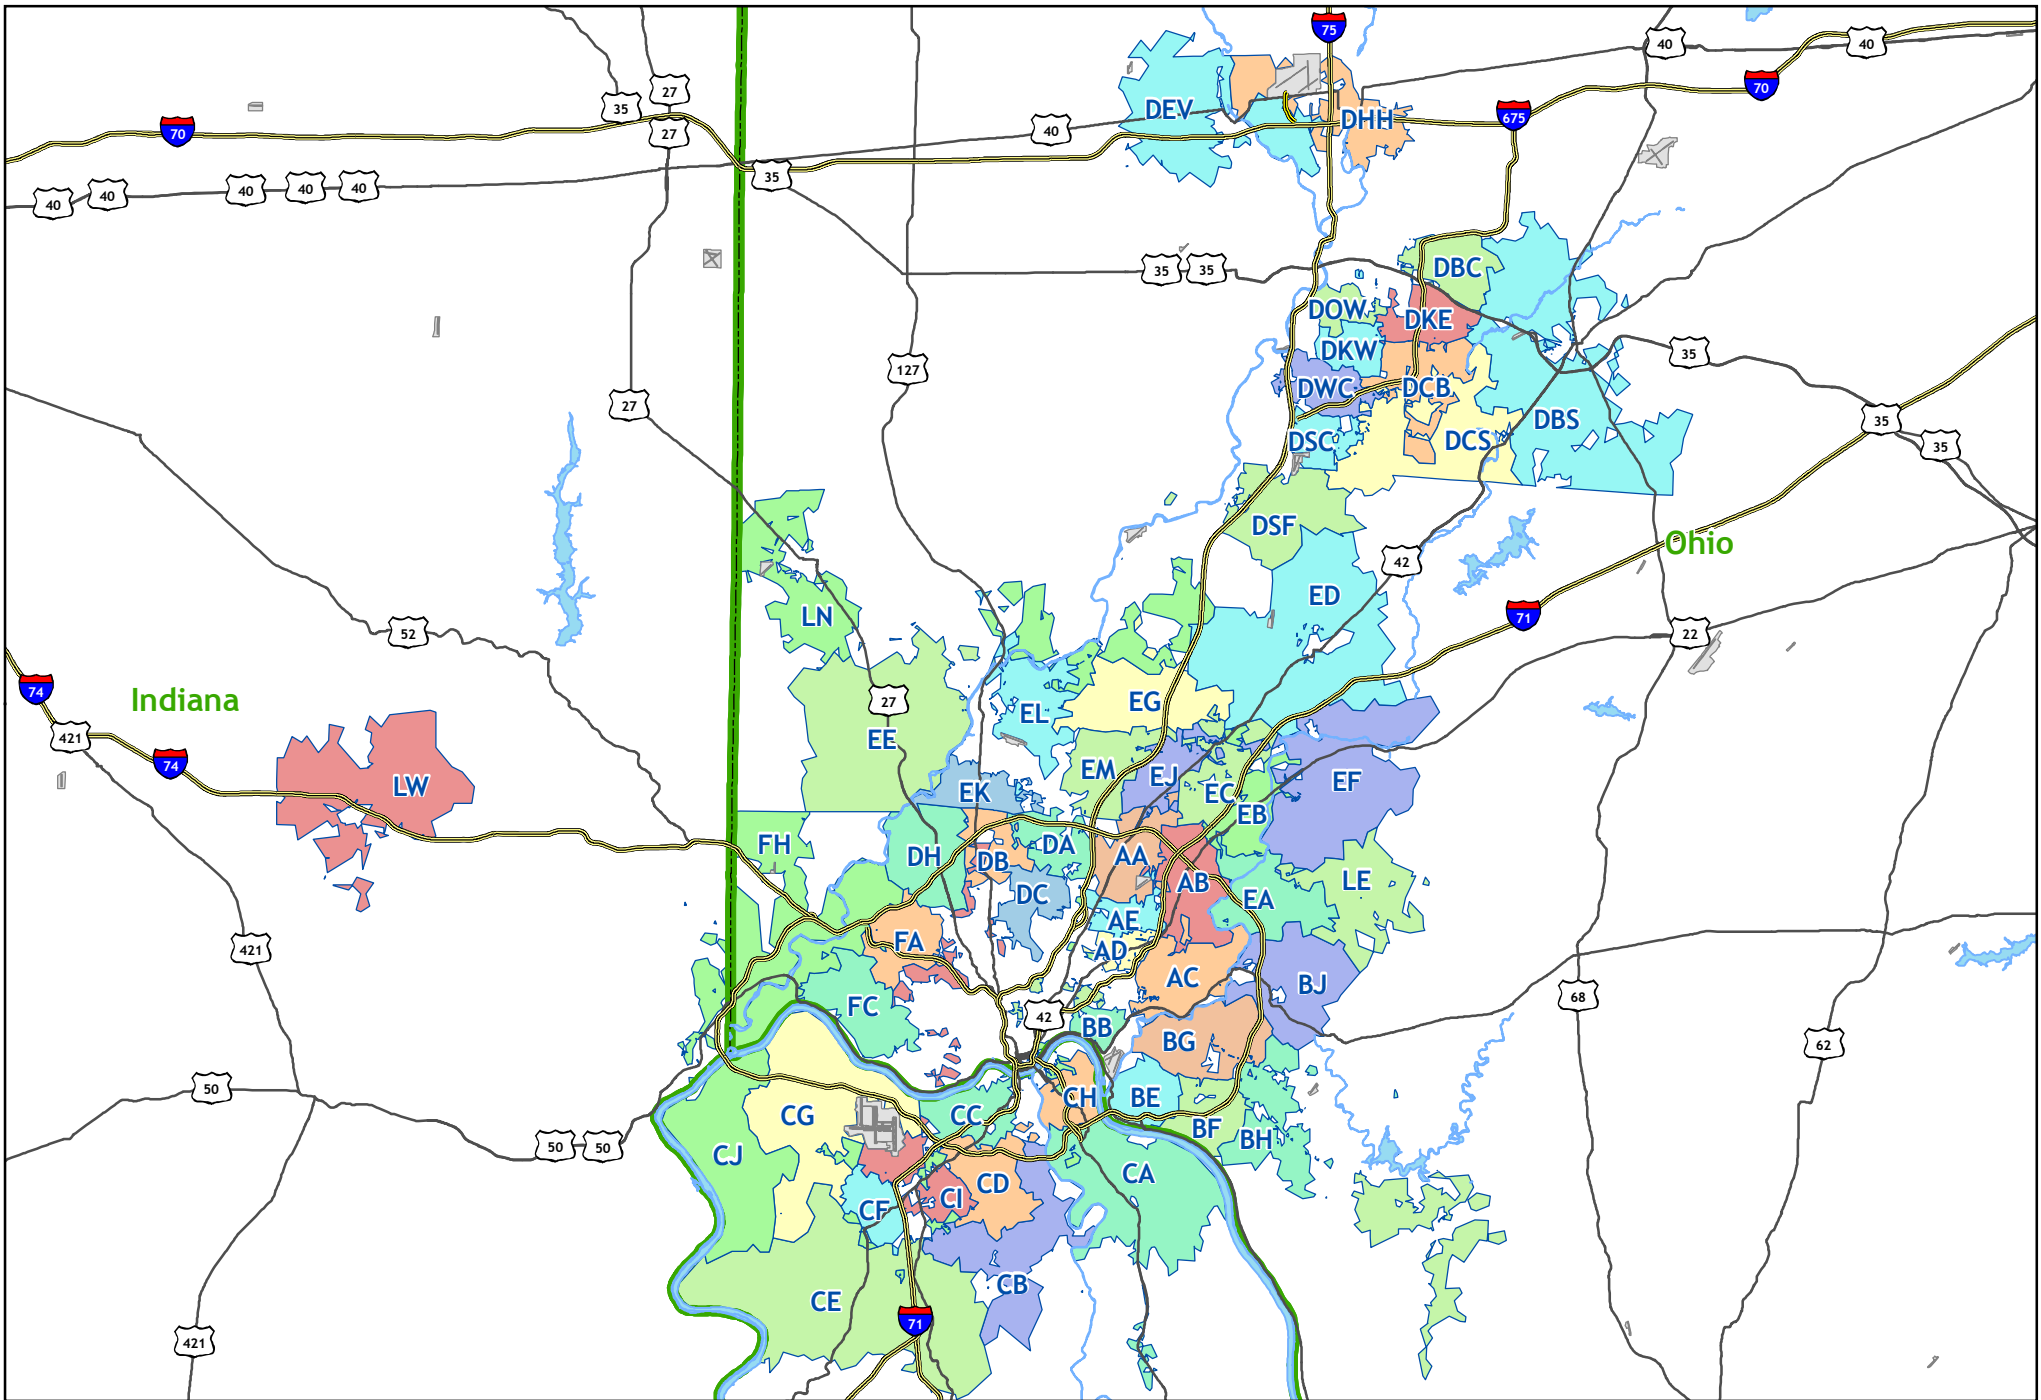 75
40
40
27
70
35
DEV
675
70
DHH
27
40
35
40
40
40
40
40
35
35
DBC
DOW
DKE
DKW
35
127
DWC
DCB
27
DBS
35
DSC
DCS
35
DSF
Ohio
42
ED
LN
71
52
22
74
Indiana
27
EG
EL
421
EE
74
EM
EJ
EF
LW
EK
EC
EB
FH
DH
DB
DA
AA
AB
LE
DC
EA
AE
FA
AD
421
AC
BJ
FC
68
42
BB
BG
62
50
CH
BE
CG
CC
BF
50
50
BH
CJ
CA
CD
CI
CF
CB
CE
71
421